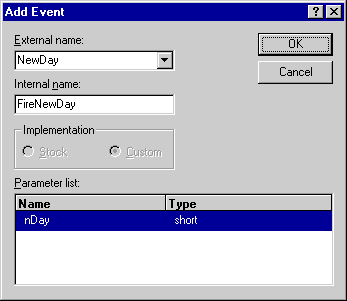 Add Event
External name:
OK
NewDay
Cancel
Internal name:
FireNewDay
Implementation
Stock Custom
Parameter list:
Name Type
nDay short